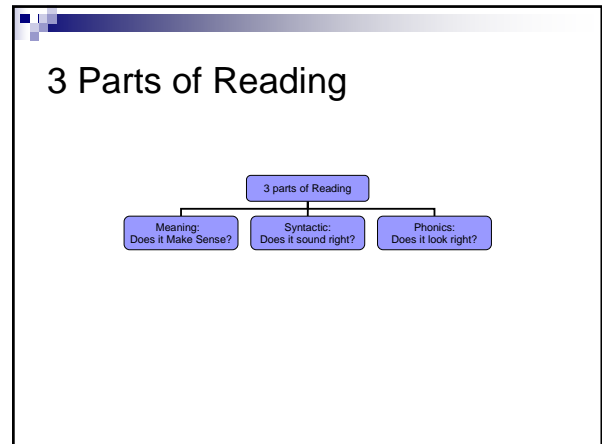 3 Parts of Reading
3 parts of Reading
Meaning:
Does it Make Sense?
Syntactic:
Does it sound right?
Phonics:
Does it look right?